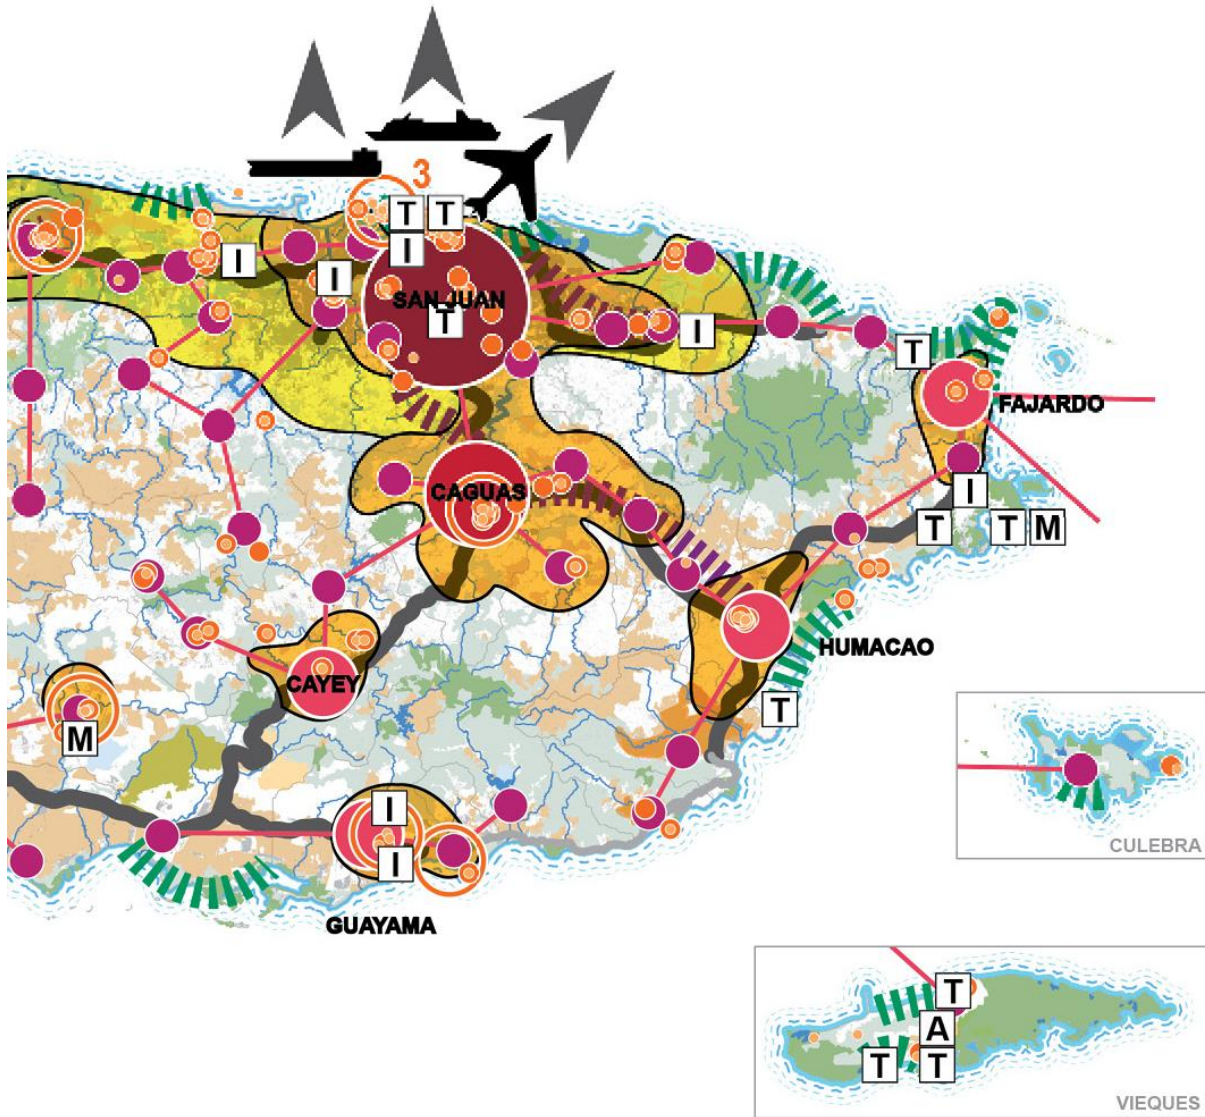 3
T T
I
I
I
SAN JUAN
T
I
T
FAJARDO
CAGUAS
I
T
T M
HUMACAO
CAYEY
T
M
I
I
GUAYAMA
CULEBRA
T
A
T
T
VIEQUES